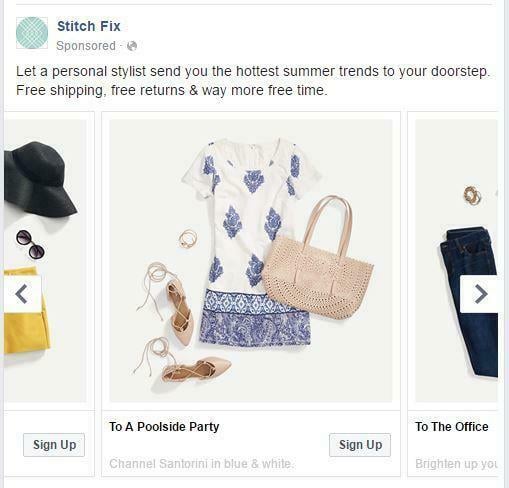 Stitch Fix
Sponsored ·
Let a personal stylist send you the hottest summer trends to your doorstep.
Free shipping, free returns & way more free time.
Sign Up
To A Poolside Party
Sign Up
Channel Santorini in blue & white.
To The Office
Brighten up you